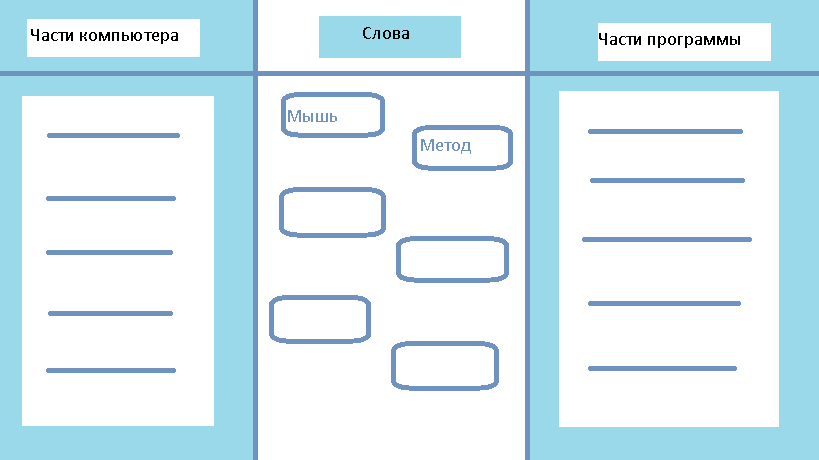 Части компьютера
Слова
Части программы
Мышь
Метод